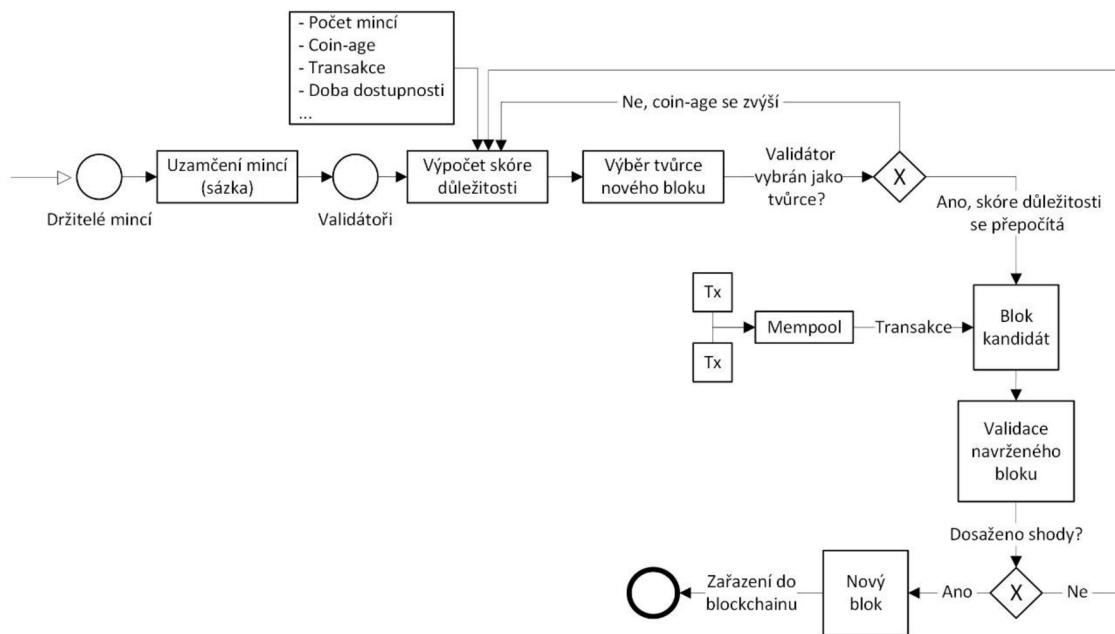 - Počet mincí
- Coin-age
- Transakce
- Doba dostupnosti
...
Ne, coin-age se zvýší
Uzamčení mincí
(sázka)
Výpočet skóre
důležitosti
Výběr tvůrce
nového bloku
Validátor
vybrán jako
tvůrce?
X
Držitelé mincí
Validátoři
Ano, skóre důležitosti
se přepočítá
Tx
Mempool
Transakce
Blok
kandidát
Tx
Validace
navrženého
bloku
Dosaženo shody?
Zařazení do
blockchainu
Nový
blok
Ano
X
Ne